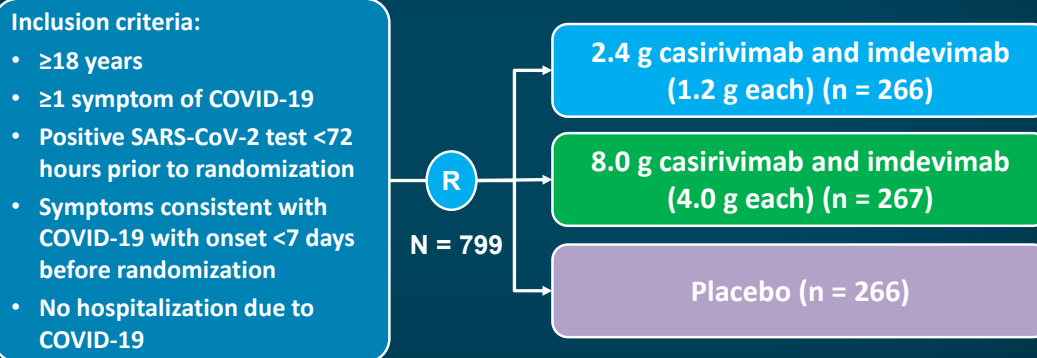 Inclusion criteria:
• ≥18 years
• ≥1 symptom of COVID-19
• Positive SARS-CoV-2 test <72
hours prior to randomization
• Symptoms consistent with
COVID-19 with onset <7 days
before randomization
• No hospitalization due to
COVID-19
R
N = 799
2.4 g casirivimab and imdevimab
(1.2 g each) (n = 266)
8.0 g casirivimab and imdevimab
(4.0 g each) (n = 267)
Placebo (n = 266)